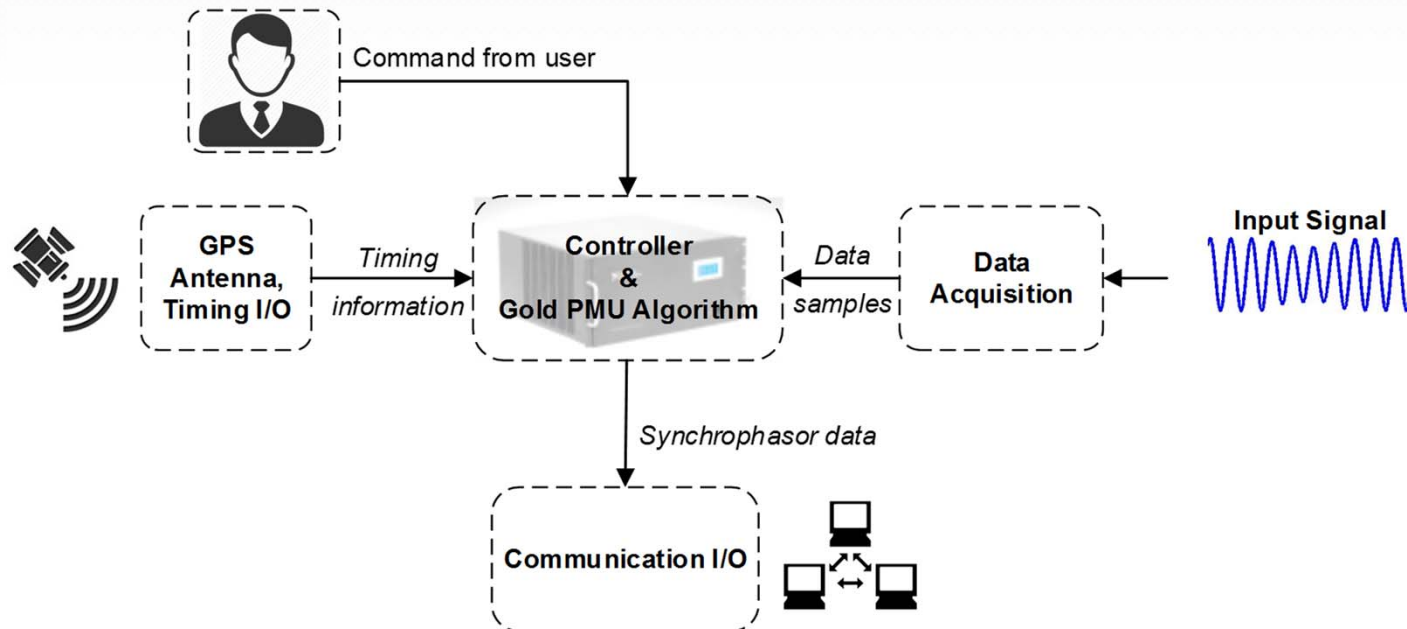 Command from user
GPS
Antenna,
Timing I/O
Timing
information
Controller
&
Gold PMU Algorithm
Data
samples
Data
Acquisition
Input Signal
Synchrophasor data
Communication I/O